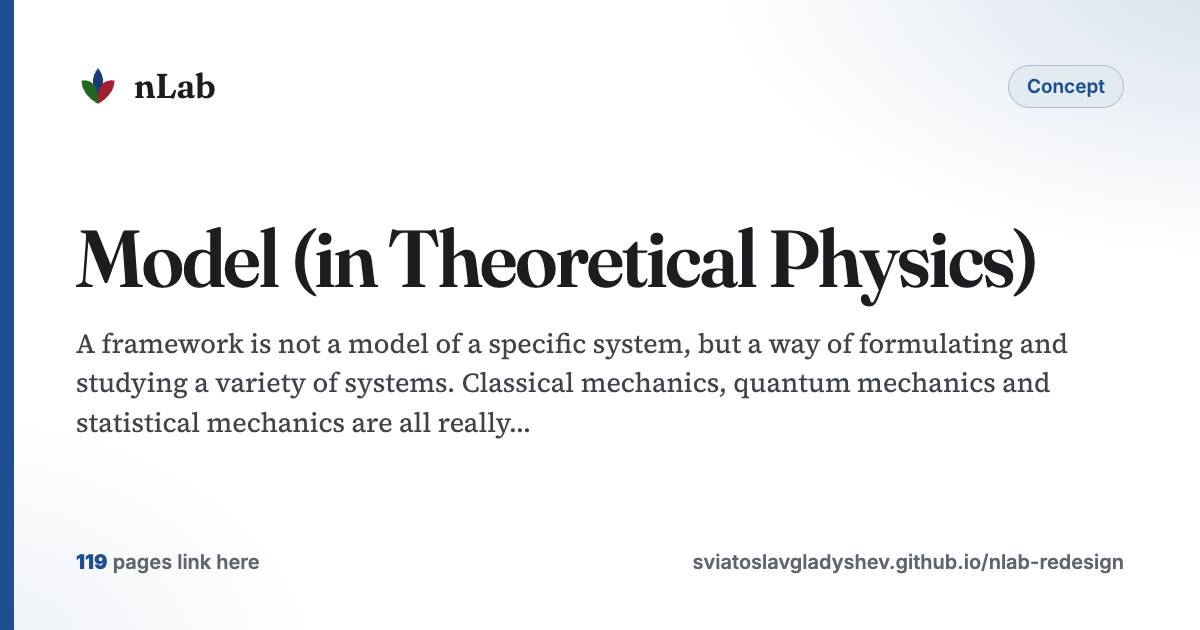 nLab
Concept
Model (in Theoretical Physics)
A framework is not a model of a specific system, but a way of formulating and
studying a variety of systems. Classical mechanics, quantum mechanics and
statistical mechanics are all really...
119 pages link here
sviatoslavgladyshev.github.io/nlab-redesign